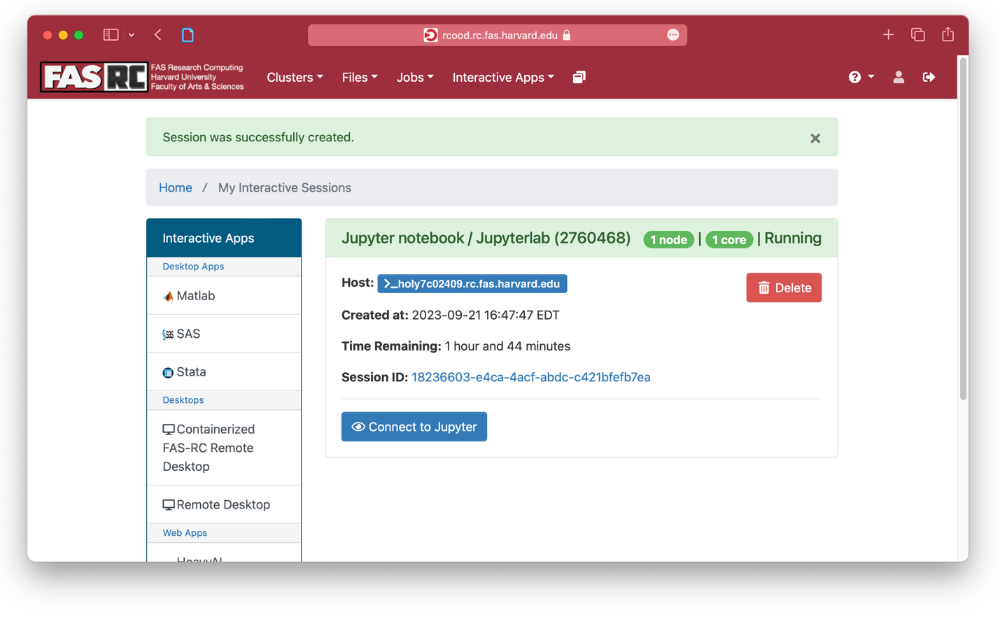 rcood.rc.fas.harvard.edu
FASRC
FAS Research Computing
Harvard University
Faculty of Arts & Sciences
Clusters
Files
Jobs
Interactive Apps
Session was successfully created.
Home / My Interactive Sessions
Interactive Apps
Desktop Apps
Matlab
SAS
Stata
Desktops
Containerized
FAS-RC Remote
Desktop
Remote Desktop
Web Apps
HeavyAI
Jupyter notebook / Jupyterlab (2760468) 1 node | 1 core | Running
Host: >_holy7c02409.rc.fas.harvard.edu
Delete
Created at: 2023-09-21 16:47:47 EDT
Time Remaining: 1 hour and 44 minutes
Session ID: 18236603-e4ca-4acf-abdc-c421bfefb7ea
Connect to Jupyter